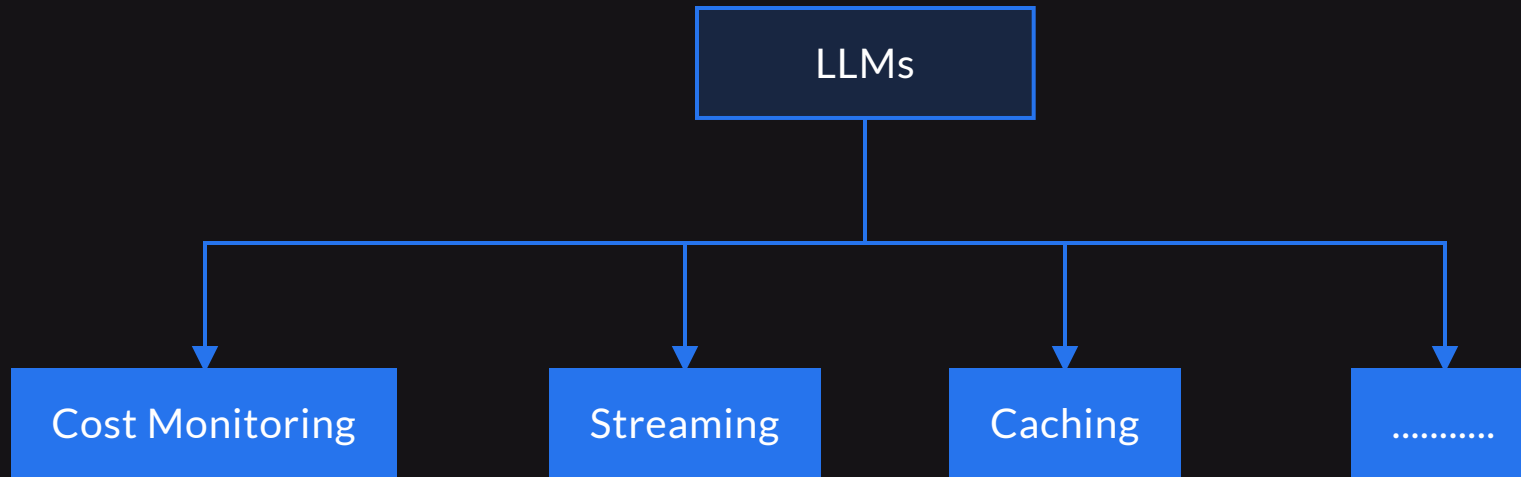 LLMs
Cost Monitoring
Streaming
Caching
...........